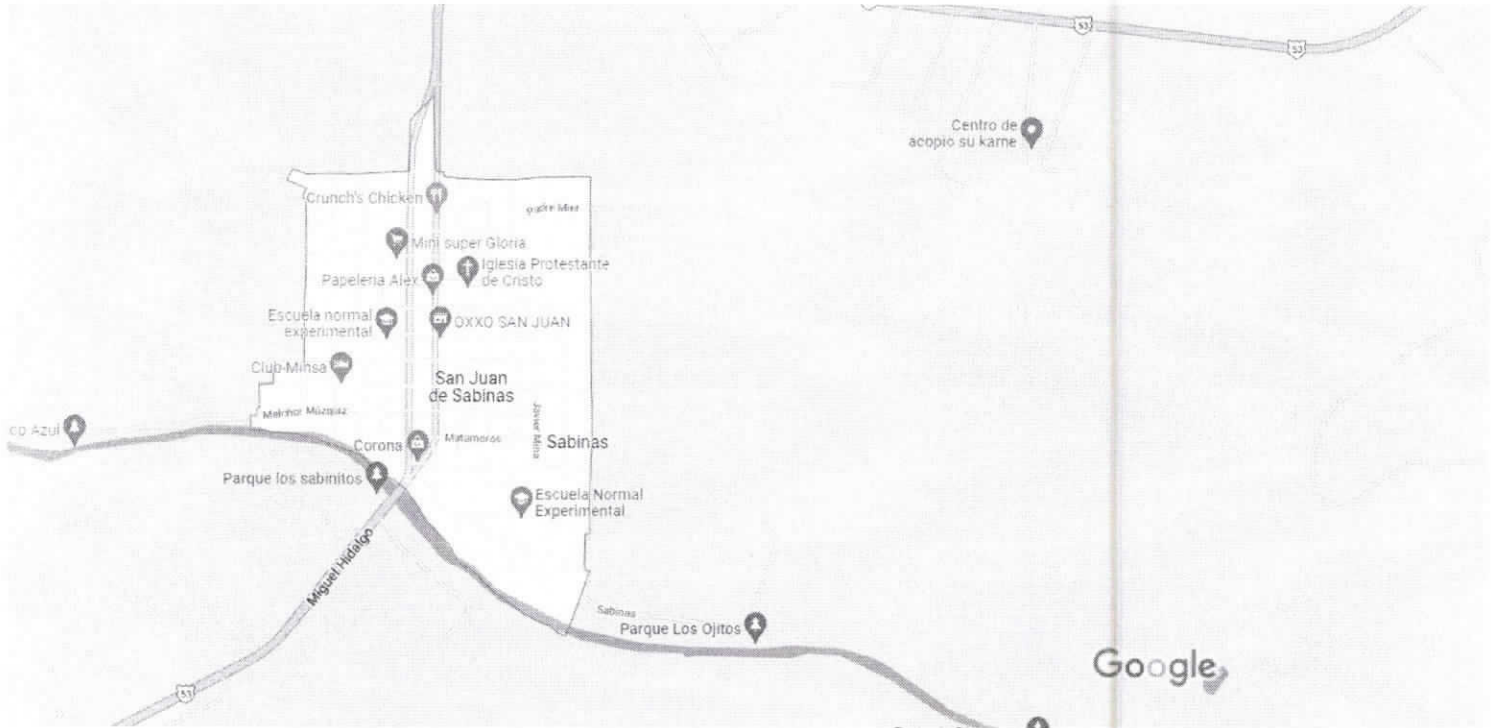 53
53
Centro de
acopio su karne
Crunch's Chicken
Padre Mier
Mini super Gloria
Iglesia Protestante
de Cristo
Papeleria Alex
Escuela normal
experimental
OXXO SAN JUAN
Club Minsa
San Juan
de Sabinas
Melchor Múzquiz
Javier Mina
co Azul
Corona
Matamoros
Sabinas
Parque los sabinitos
Escuela Normal
Experimental
Miguel Hidalgo
Sabinas
Parque Los Ojitos
Google
53